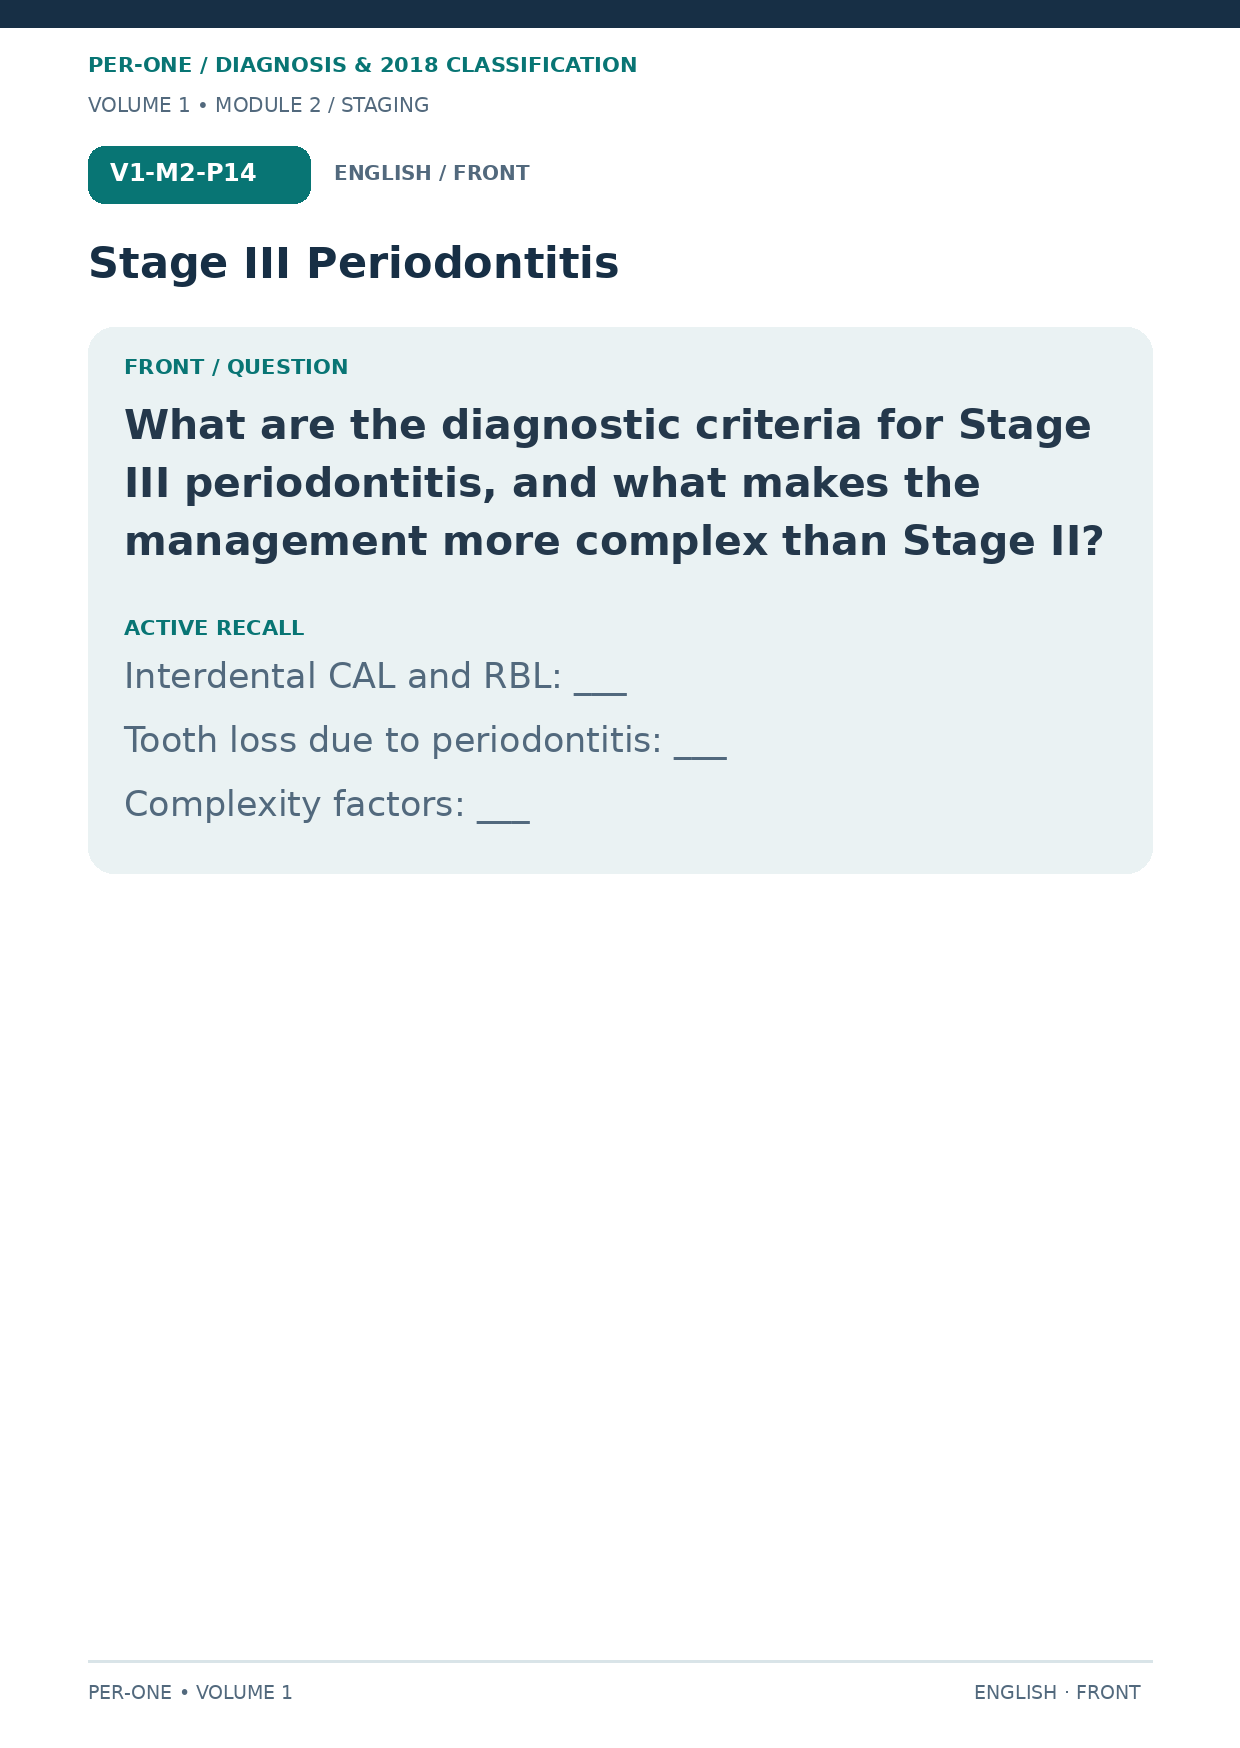 PER-ONE / DIAGNOSIS & 2018 CLASSIFICATION
VOLUME 1 • MODULE 2 / STAGING
V1-M2-P14
ENGLISH / FRONT
Stage III Periodontitis
FRONT / QUESTION
What are the diagnostic criteria for Stage
III periodontitis, and what makes the
management more complex than Stage II?
ACTIVE RECALL
Interdental CAL and RBL: ___
Tooth loss due to periodontitis: ___
Complexity factors: ___
PER-ONE • VOLUME 1
ENGLISH · FRONT